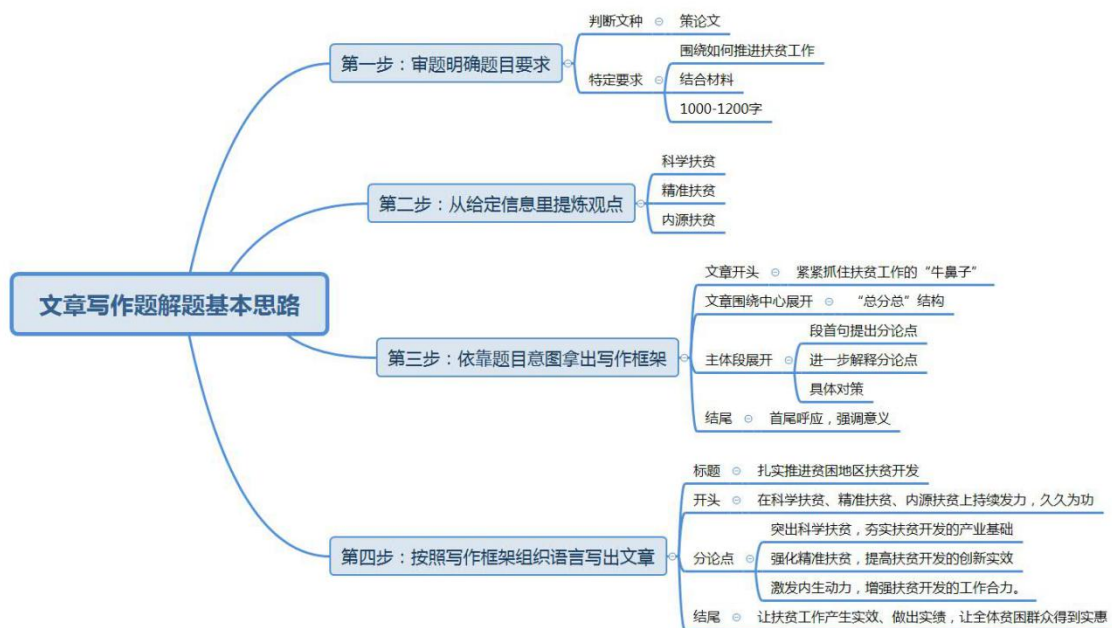 文章写作题解题基本思路
第一步：审题明确题目要求
判断文种
策论文
特定要求
围绕如何推进扶贫工作
结合材料
1000-1200字
第二步：从给定信息里提炼观点
科学扶贫
精准扶贫
内源扶贫
第三步：依靠题目意图拿出写作框架
文章开头
紧紧抓住扶贫工作的“牛鼻子”
文章围绕中心展开
“总分总”结构
主体段展开
段首句提出分论点
进一步解释分论点
具体对策
结尾
首尾呼应，强调意义
第四步：按照写作框架组织语言写出文章
标题
扎实推进贫困地区扶贫开发
开头
在科学扶贫、精准扶贫、内源扶贫上持续发力，久久为功
分论点
突出科学扶贫，夯实扶贫开发的产业基础
强化精准扶贫，提高扶贫开发的创新实效
激发内生动力，增强扶贫开发的工作合力。
结尾
让扶贫工作产生实效、做出实绩，让全体贫困群众得到实惠